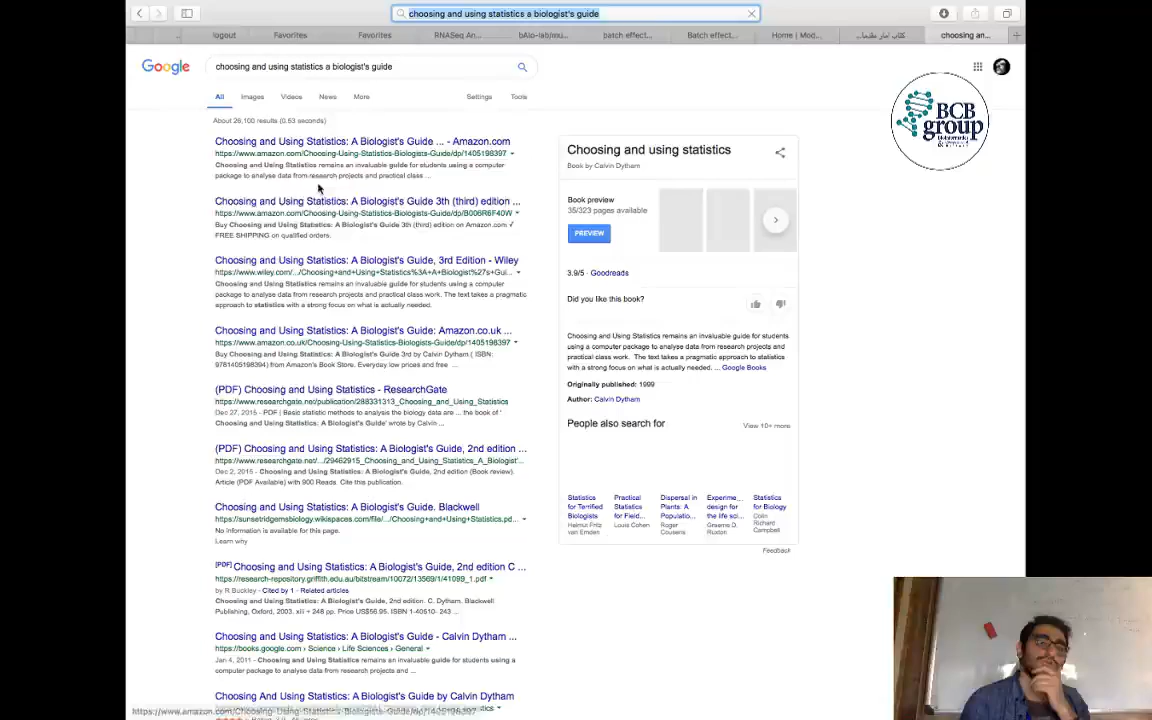 choosing and using statistics a biologist's guide
... logout Favorites Favorites RNASeq An... bAlo-lab/mu... batch effect... Batch effect... Home | Mod... کتاب آمار مقدما... choosing an...
Google choosing and using statistics a biologist's guide
All Images Videos News More Settings Tools
About 26,100 results (0.53 seconds)
Choosing and Using Statistics: A Biologist's Guide ... - Amazon.com
https://www.amazon.com/Choosing-Using-Statistics-Biologists-Guide/dp/1405198397
Choosing and Using Statistics remains an invaluable guide for students using a computer
package to analyse data from research projects and practical class ...
Choosing and Using Statistics: A Biologist's Guide 3th (third) edition ...
https://www.amazon.com/Choosing-Using-Statistics-Biologists-Guide/dp/B006R6F40W
Buy Choosing and Using Statistics: A Biologist's Guide 3th (third) edition on Amazon.com √
FREE SHIPPING on qualified orders.
Choosing and Using Statistics: A Biologist's Guide, 3rd Edition - Wiley
https://www.wiley.com/.../Choosing+and+Using+Statistics%3A+A+Biologist%27s+Gui...
Choosing and Using Statistics remains an invaluable guide for students using a computer
package to analyse data from research projects and practical class work. The text takes a pragmatic
approach to statistics with a strong focus on what is actually needed. ...
Choosing and Using Statistics: A Biologist's Guide: Amazon.co.uk ...
https://www.amazon.co.uk/Choosing-Using-Statistics-Biologists-Guide/dp/1405198397
Buy Choosing and Using Statistics: A Biologist's Guide 3rd by Calvin Dytham ( ISBN:
9781405198394) from Amazon's Book Store. Everyday low prices and free ...
(PDF) Choosing and Using Statistics - ResearchGate
https://www.researchgate.net/publication/288331313_Choosing_and_Using_Statistics
Dec 27, 2015 - PDF | Basic statistic methods to analysis the biology data are ... the book of "
Choosing and Using Statistics: A Biologist's Guide' wrote by Calvin ...
(PDF) Choosing and Using Statistics: A Biologist's Guide, 2nd edition ...
https://www.researchgate.net/.../29462915_Choosing_and_Using_Statistics_A_Biologist'...
Dec 2, 2015 - Choosing and Using Statistics: A Biologist's Guide, 2nd edition (Book review).
Article (PDF Available) with 900 Reads. Cite this publication.
Choosing and Using Statistics: A Biologist's Guide. Blackwell
https://sunsetridgemsbiology.wikispaces.com/file/.../Choosing+and+Using+Statistics.pd...
No information is available for this page.
Learn why
[PDF] Choosing and Using Statistics: A Biologist's Guide, 2nd edition C ...
https://research-repository.griffith.edu.au/bitstream/10072/13569/1/41099_1.pdf
by R Buckley - Cited by 1 - Related articles
Choosing and Using Statistics: A Biologist's Guide, 2nd edition. C. Dytham. Blackwell
Publishing, Oxford, 2003. xii + 248 pp. Price US$56.95. ISBN 1-40510- 243 ...
Choosing and Using Statistics: A Biologist's Guide - Calvin Dytham ...
https://books.google.com › Science › Life Sciences › General
Jan 4, 2011 - Choosing and Using Statistics remains an invaluable guide for students using a
computer package to analyse data from research projects and ...
Choosing And Using Statistics: A Biologist's Guide by Calvin Dytham
https://www.amazon.com/Choosing-Using-Statistics-Biologists-Guide/dp/1405198397
Choosing and using statistics
Book by Calvin Dytham
Book preview
35/323 pages available
PREVIEW
3.9/5 · Goodreads
Did you like this book?
Choosing and Using Statistics remains an invaluable guide for students
using a computer package to analyse data from research projects and
practical class work. The text takes a pragmatic approach to statistics
with a strong focus on what is actually needed. ... Google Books
Originally published: 1999
Author: Calvin Dytham
People also search for
View 10+ more
Statistics for Terrified Biologists
Helmut Fritz van Emden
Practical Statistics for Field...
Louis Cohen
Dispersal in Plants: A Populatio...
Roger Cousens
Experime... design for the life sci...
Graeme D. Ruxton
Statistics for Biology
Colin Richard Campbell
Feedback
BCB
group